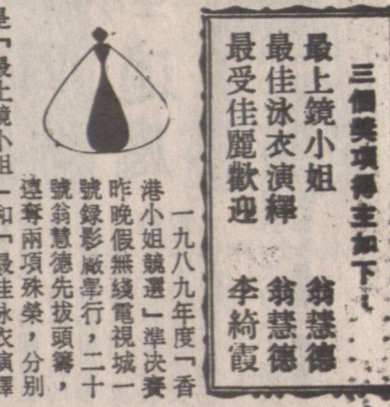 三個獎項得主如下：
最上鏡小姐　翁慧德
最佳泳衣演繹　翁慧德
最受佳麗歡迎　李綺霞
一九八九年度「香
港小姐競選」準決賽
昨晚假無綫電視城一
號錄影廠舉行，二十
號翁慧德先拔頭籌，
連奪兩項殊榮，分別
是「最上鏡小姐」和「最佳泳衣演繹